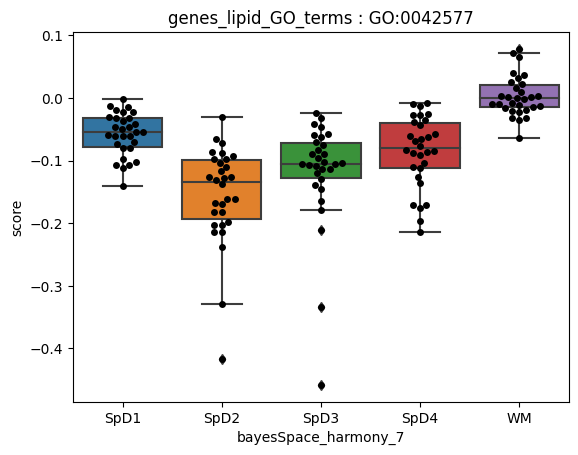 genes_lipid_GO_terms : GO:0042577
score
0.1
0.0
−0.1
−0.2
−0.3
−0.4
SpD1 SpD2 SpD3 SpD4 WM
bayesSpace_harmony_7